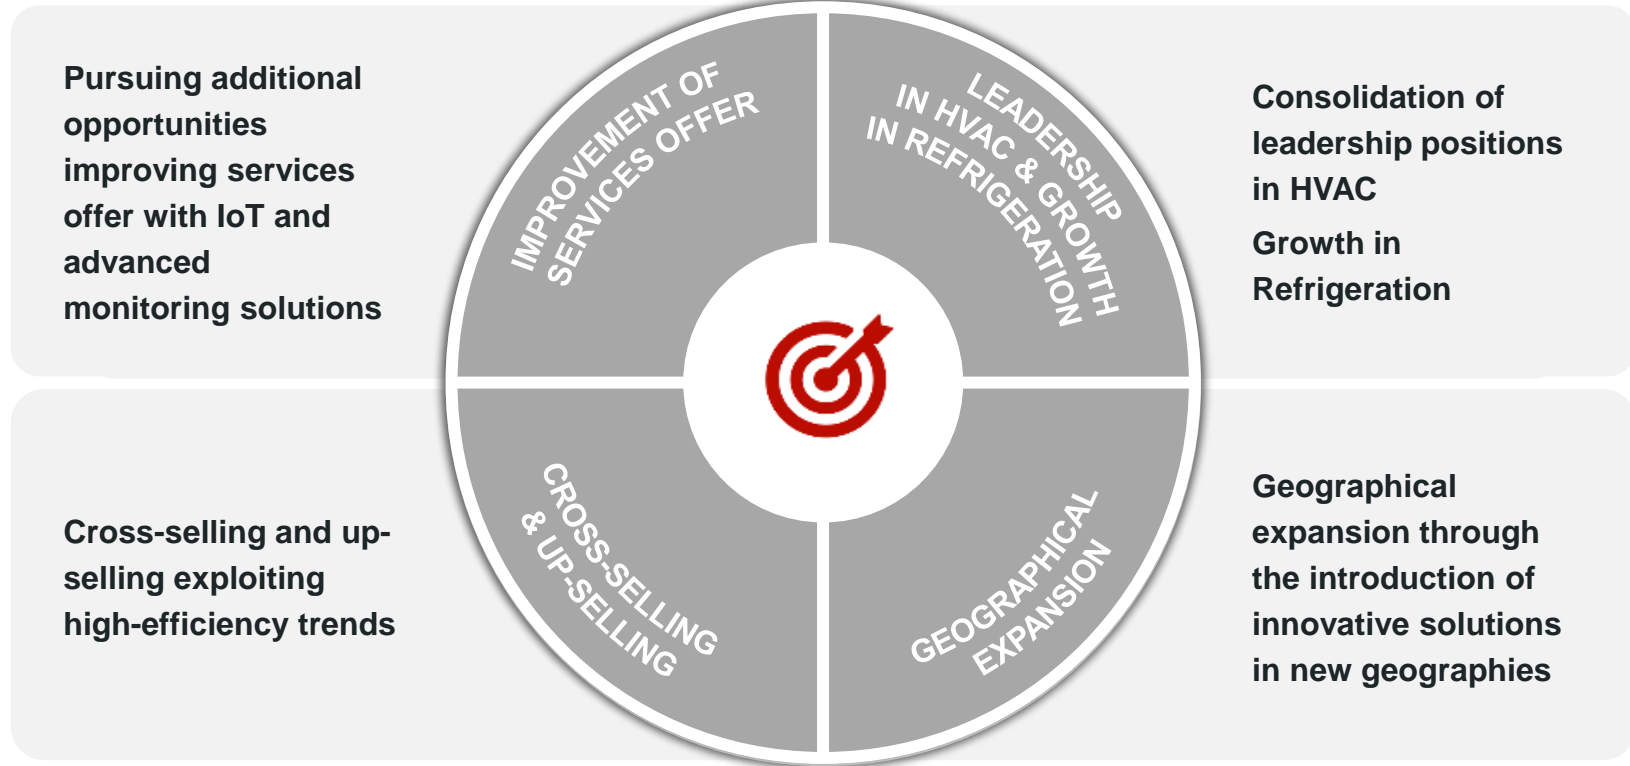 Pursuing additional
opportunities
improving services
offer with IoT and
advanced
monitoring solutions
IMPROVEMENT OF
SERVICES OFFER
LEADERSHIP
IN HVAC & GROWTH
IN REFRIGERATION
Consolidation of
leadership positions
in HVAC
Growth in
Refrigeration
Cross-selling and up-
selling exploiting
high-efficiency trends
CROSS-SELLING
& UP-SELLING
GEOGRAPHICAL
EXPANSION
Geographical
expansion through
the introduction of
innovative solutions
in new geographies